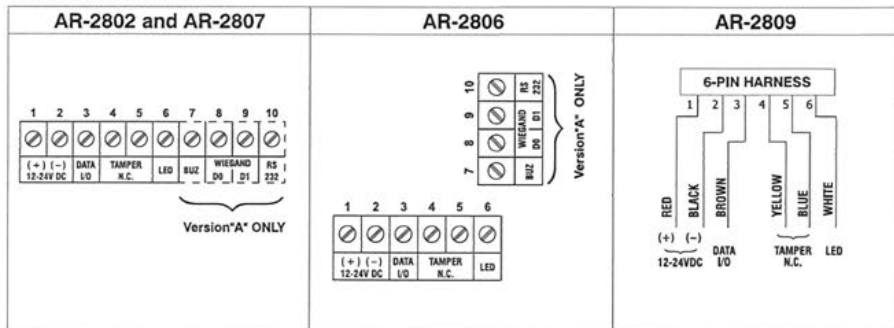 AR-2802 and AR-2807
1 2 3 4 5 6 7 8 9 10
(+) (-) DATA TAMPER LED BUZ WIEGAND RS
12-24V DC I/O N.C. D0 D1 232
Version"A" ONLY
AR-2806
10 RS 232
9 WIEGAND D1
8 D0
7 BUZ
Version"A" ONLY
1 2 3 4 5 6
(+) (-) DATA TAMPER LED
12-24V DC I/O N.C.
AR-2809
6-PIN HARNESS
1 2 3 4 5 6
RED BLACK BROWN YELLOW BLUE WHITE
(+) (-) DATA TAMPER LED
12-24VDC I/O N.C.